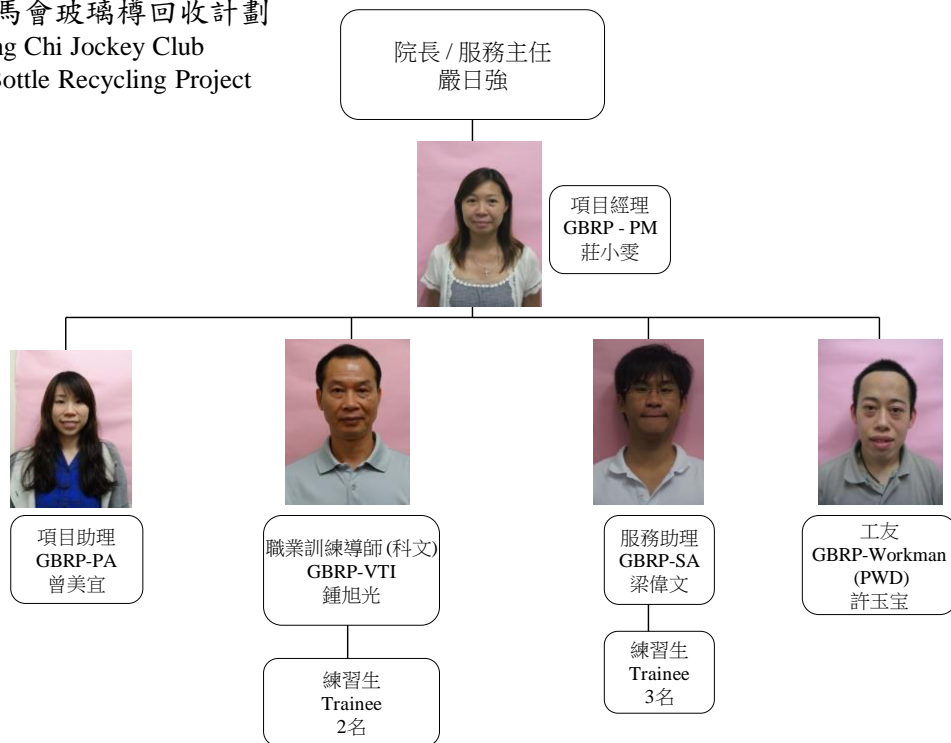 馬會玻璃樽回收計劃
ng Chi Jockey Club
Bottle Recycling Project
院長 / 服務主任
嚴日強
項目經理
GBRP - PM
莊小雯
項目助理
GBRP-PA
曾美宜
職業訓練導師 (科文)
GBRP-VTI
鍾旭光
服務助理
GBRP-SA
梁偉文
工友
GBRP-Workman
(PWD)
許玉宝
練習生
Trainee
2名
練習生
Trainee
3名